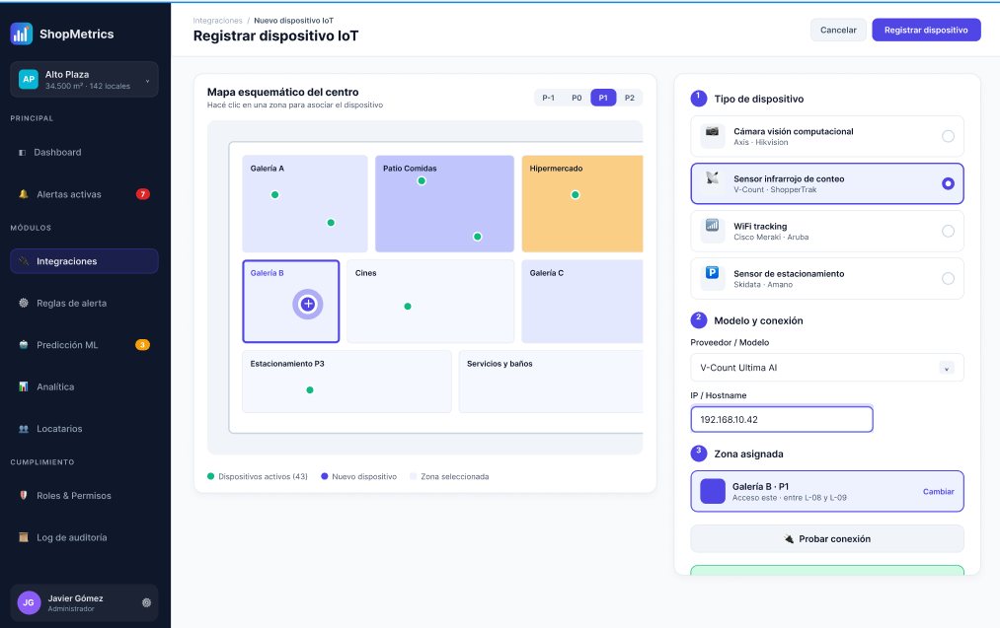 ShopMetrics
AP
Alto Plaza
34.500 m² · 142 locales
PRINCIPAL
Dashboard
Alertas activas
7
MÓDULOS
Integraciones
Reglas de alerta
Predicción ML
3
Analítica
Locatarios
CUMPLIMIENTO
Roles & Permisos
Log de auditoría
JG
Javier Gómez
Administrador
Integraciones / Nuevo dispositivo IoT
Registrar dispositivo IoT
Cancelar
Registrar dispositivo
Mapa esquemático del centro
Hacé clic en una zona para asociar el dispositivo
P-1 P0 P1 P2
Galería A
Patio Comidas
Hipermercado
Galería B
Cines
Galería C
Estacionamiento P3
Servicios y baños
Dispositivos activos (43)
Nuevo dispositivo
Zona seleccionada
1 Tipo de dispositivo
Cámara visión computacional
Axis · Hikvision
Sensor infrarrojo de conteo
V-Count · ShopperTrak
WiFi tracking
Cisco Meraki · Aruba
P
Sensor de estacionamiento
Skidata · Amano
2 Modelo y conexión
Proveedor / Modelo
V-Count Ultima AI
IP / Hostname
192.168.10.42
3 Zona asignada
Galería B · P1
Acceso este · entre L-08 y L-09
Cambiar
Probar conexión